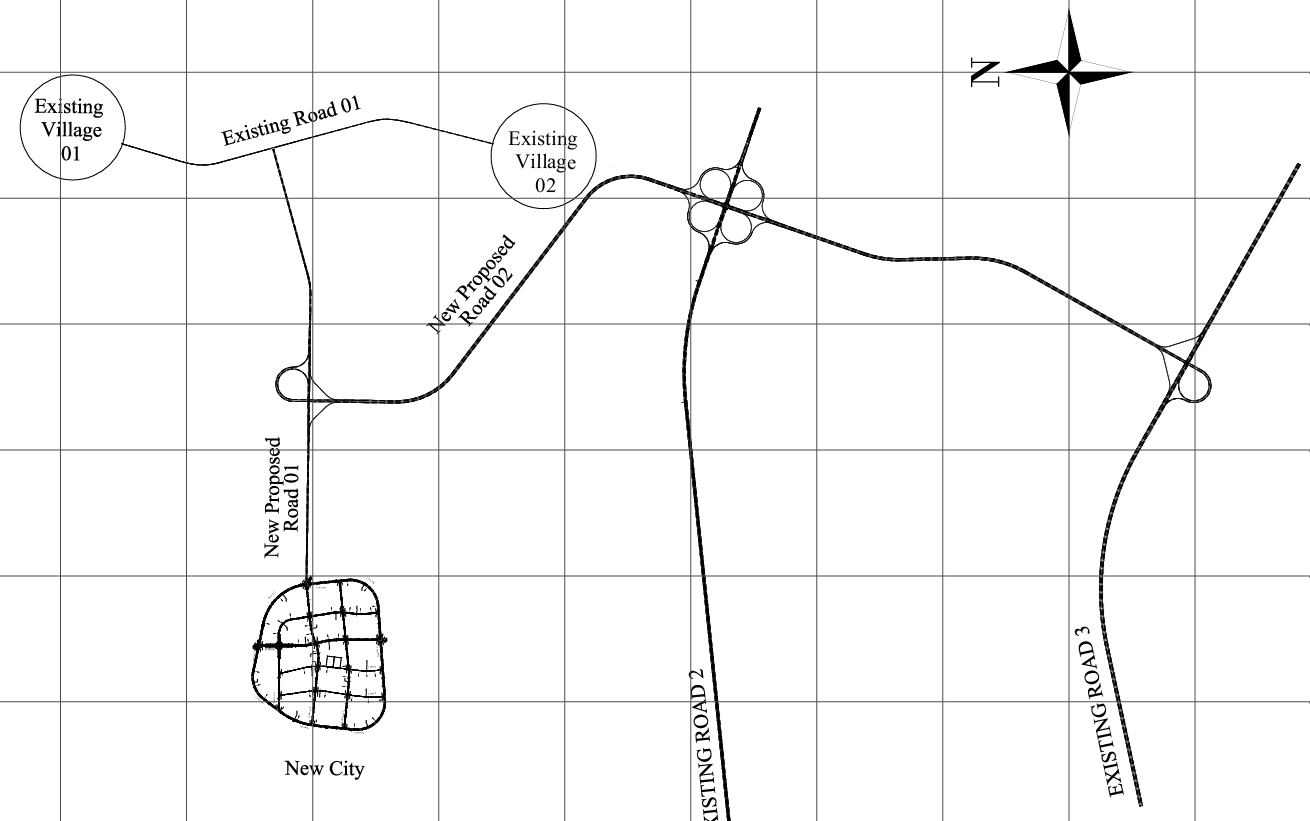 N
Existing
Village
01
Existing Road 01
Existing
Village
02
New Proposed
Road 02
New Proposed
Road 01
New City
XISTING ROAD 2
EXISTING ROAD 3